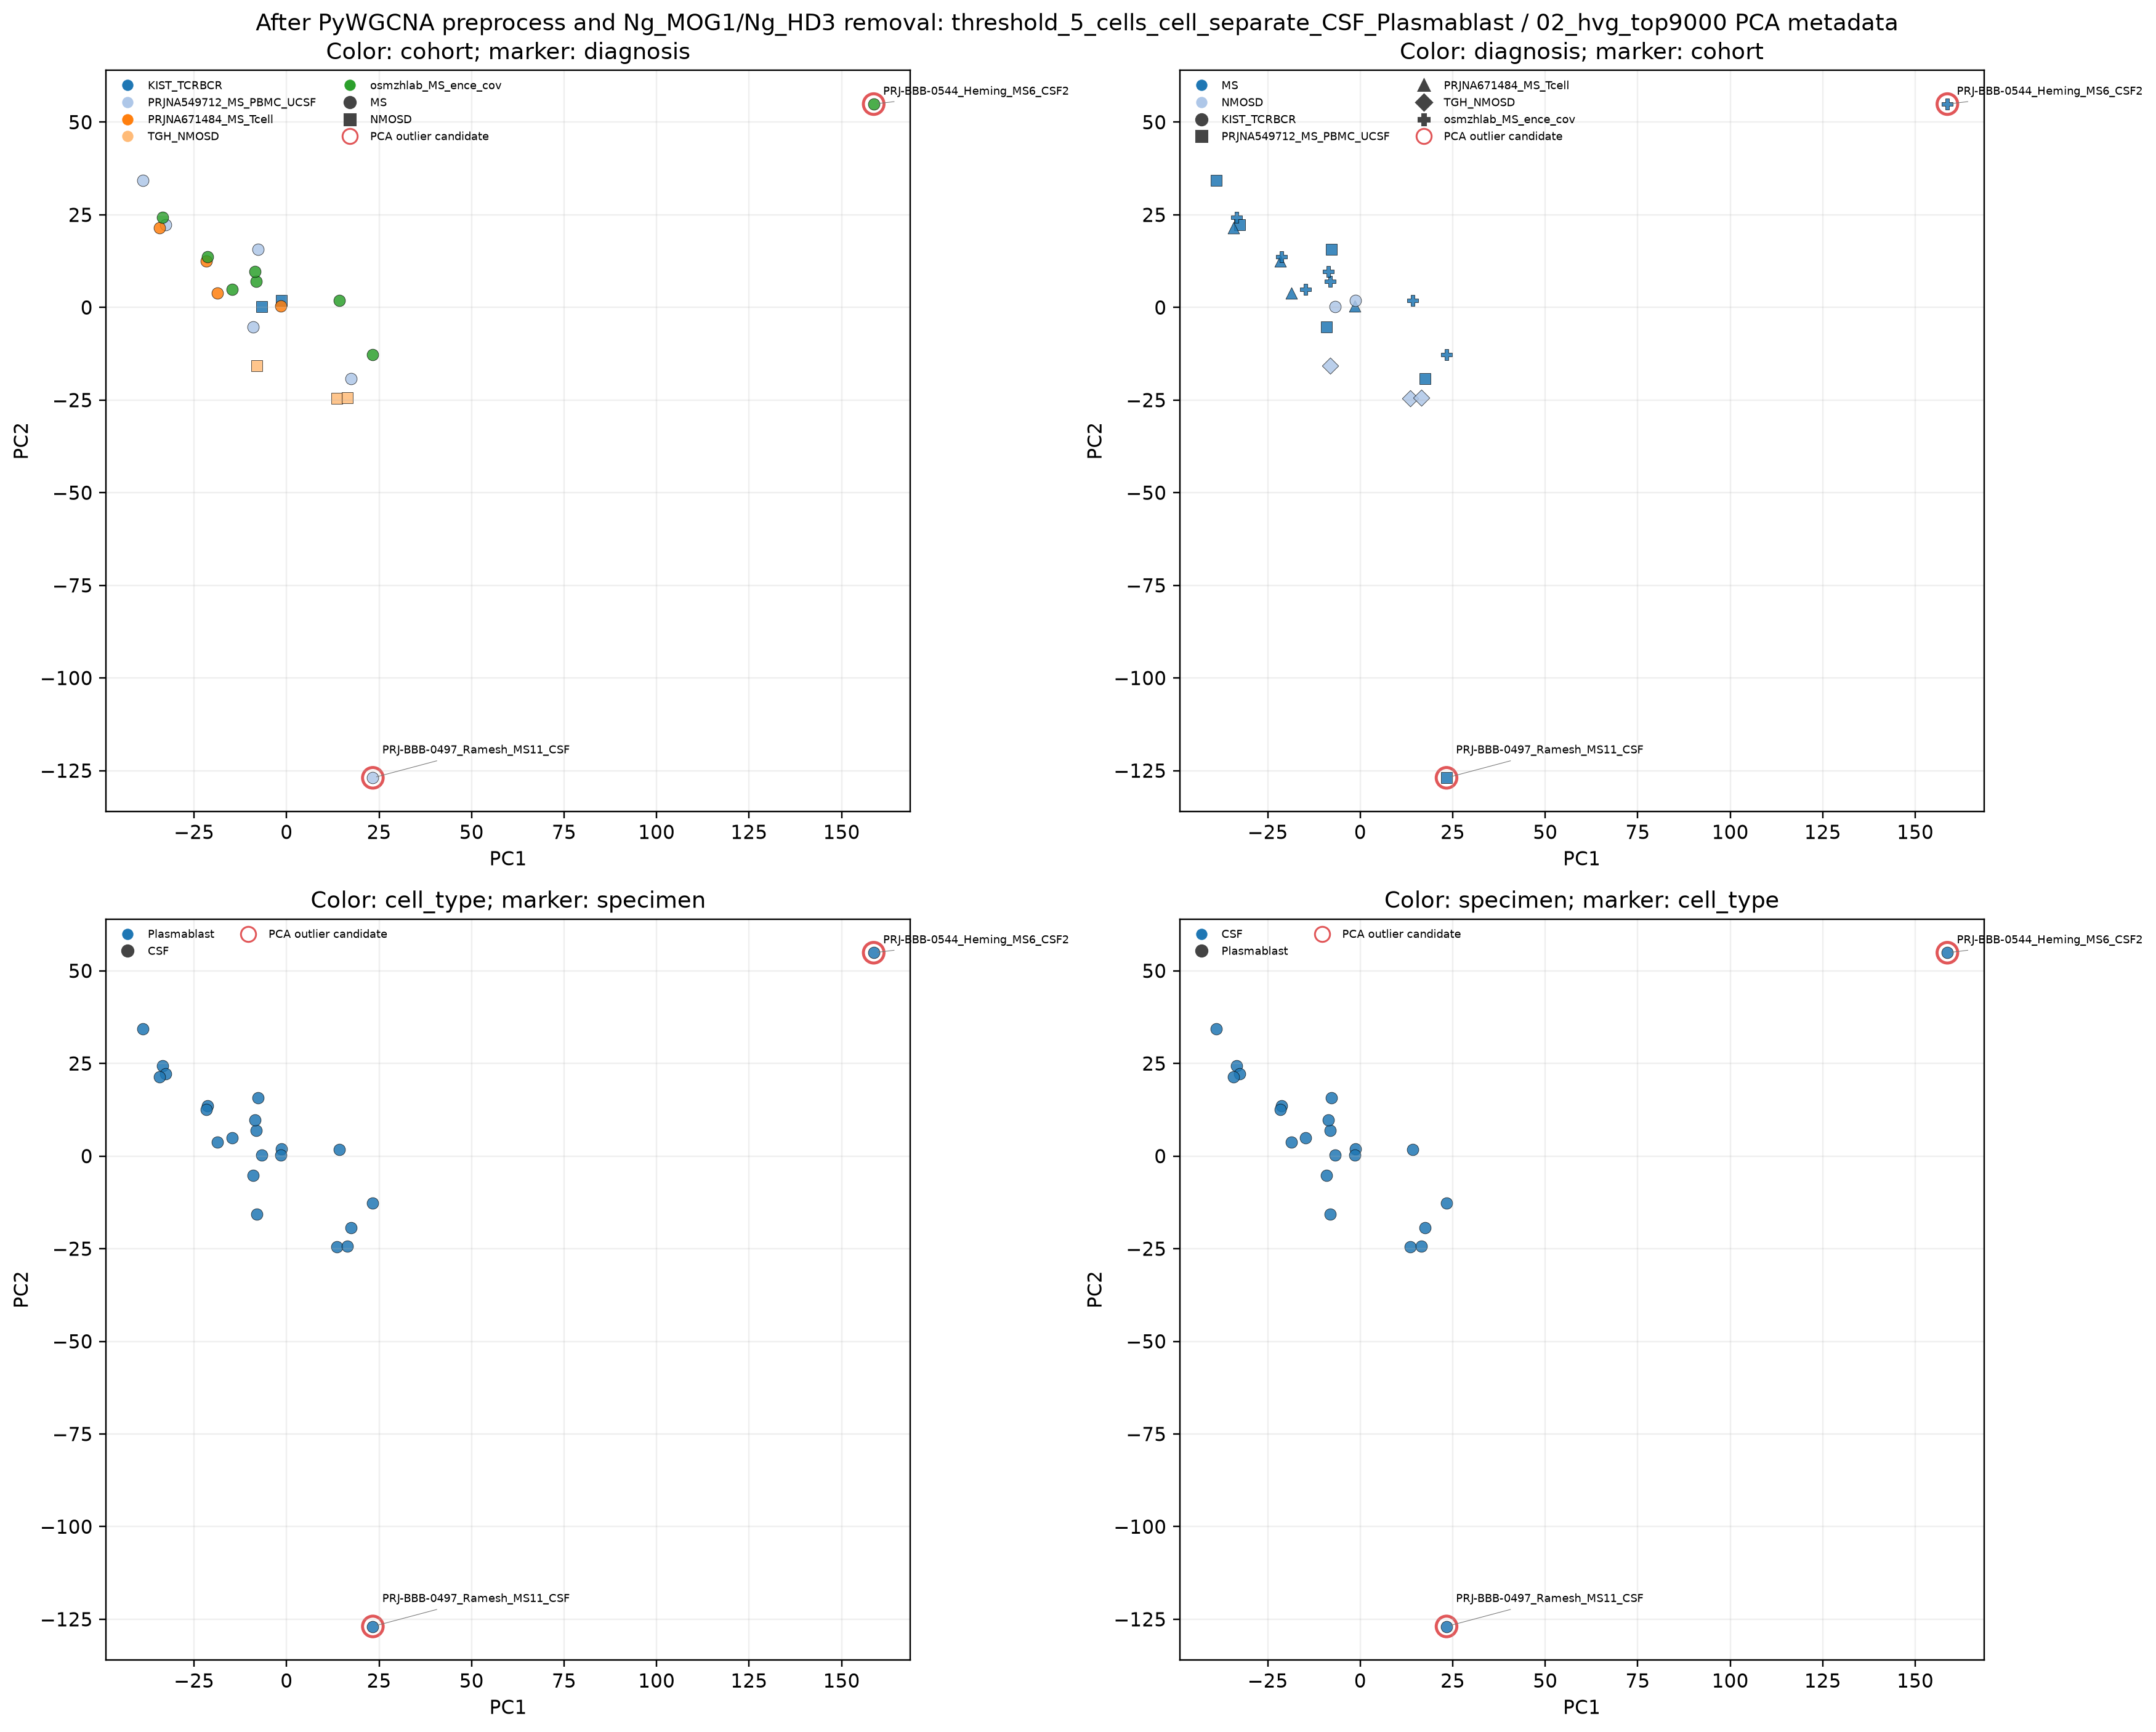 After PyWGCNA preprocess and Ng_MOG1/Ng_HD3 removal: threshold_5_cells_cell_separate_CSF_Plasmablast / 02_hvg_top9000 PCA metadata
Color: cohort; marker: diagnosis
KIST_TCRBCR
PRJNA549712_MS_PBMC_UCSF
PRJNA671484_MS_Tcell
TGH_NMOSD
osmzhlab_MS_ence_cov
MS
NMOSD
PCA outlier candidate
PRJ-BBB-0544_Heming_MS6_CSF2
PRJ-BBB-0497_Ramesh_MS11_CSF
50
25
0
−25
−50
−75
−100
−125
PC2
−25 0 25 50 75 100 125 150
PC1
Color: diagnosis; marker: cohort
MS
NMOSD
KIST_TCRBCR
PRJNA549712_MS_PBMC_UCSF
PRJNA671484_MS_Tcell
TGH_NMOSD
osmzhlab_MS_ence_cov
PCA outlier candidate
PRJ-BBB-0544_Heming_MS6_CSF2
PRJ-BBB-0497_Ramesh_MS11_CSF
50
25
0
−25
−50
−75
−100
−125
PC2
−25 0 25 50 75 100 125 150
PC1
Color: cell_type; marker: specimen
Plasmablast
CSF
PCA outlier candidate
PRJ-BBB-0544_Heming_MS6_CSF2
PRJ-BBB-0497_Ramesh_MS11_CSF
50
25
0
−25
−50
−75
−100
−125
PC2
−25 0 25 50 75 100 125 150
PC1
Color: specimen; marker: cell_type
CSF
Plasmablast
PCA outlier candidate
PRJ-BBB-0544_Heming_MS6_CSF2
PRJ-BBB-0497_Ramesh_MS11_CSF
50
25
0
−25
−50
−75
−100
−125
PC2
−25 0 25 50 75 100 125 150
PC1